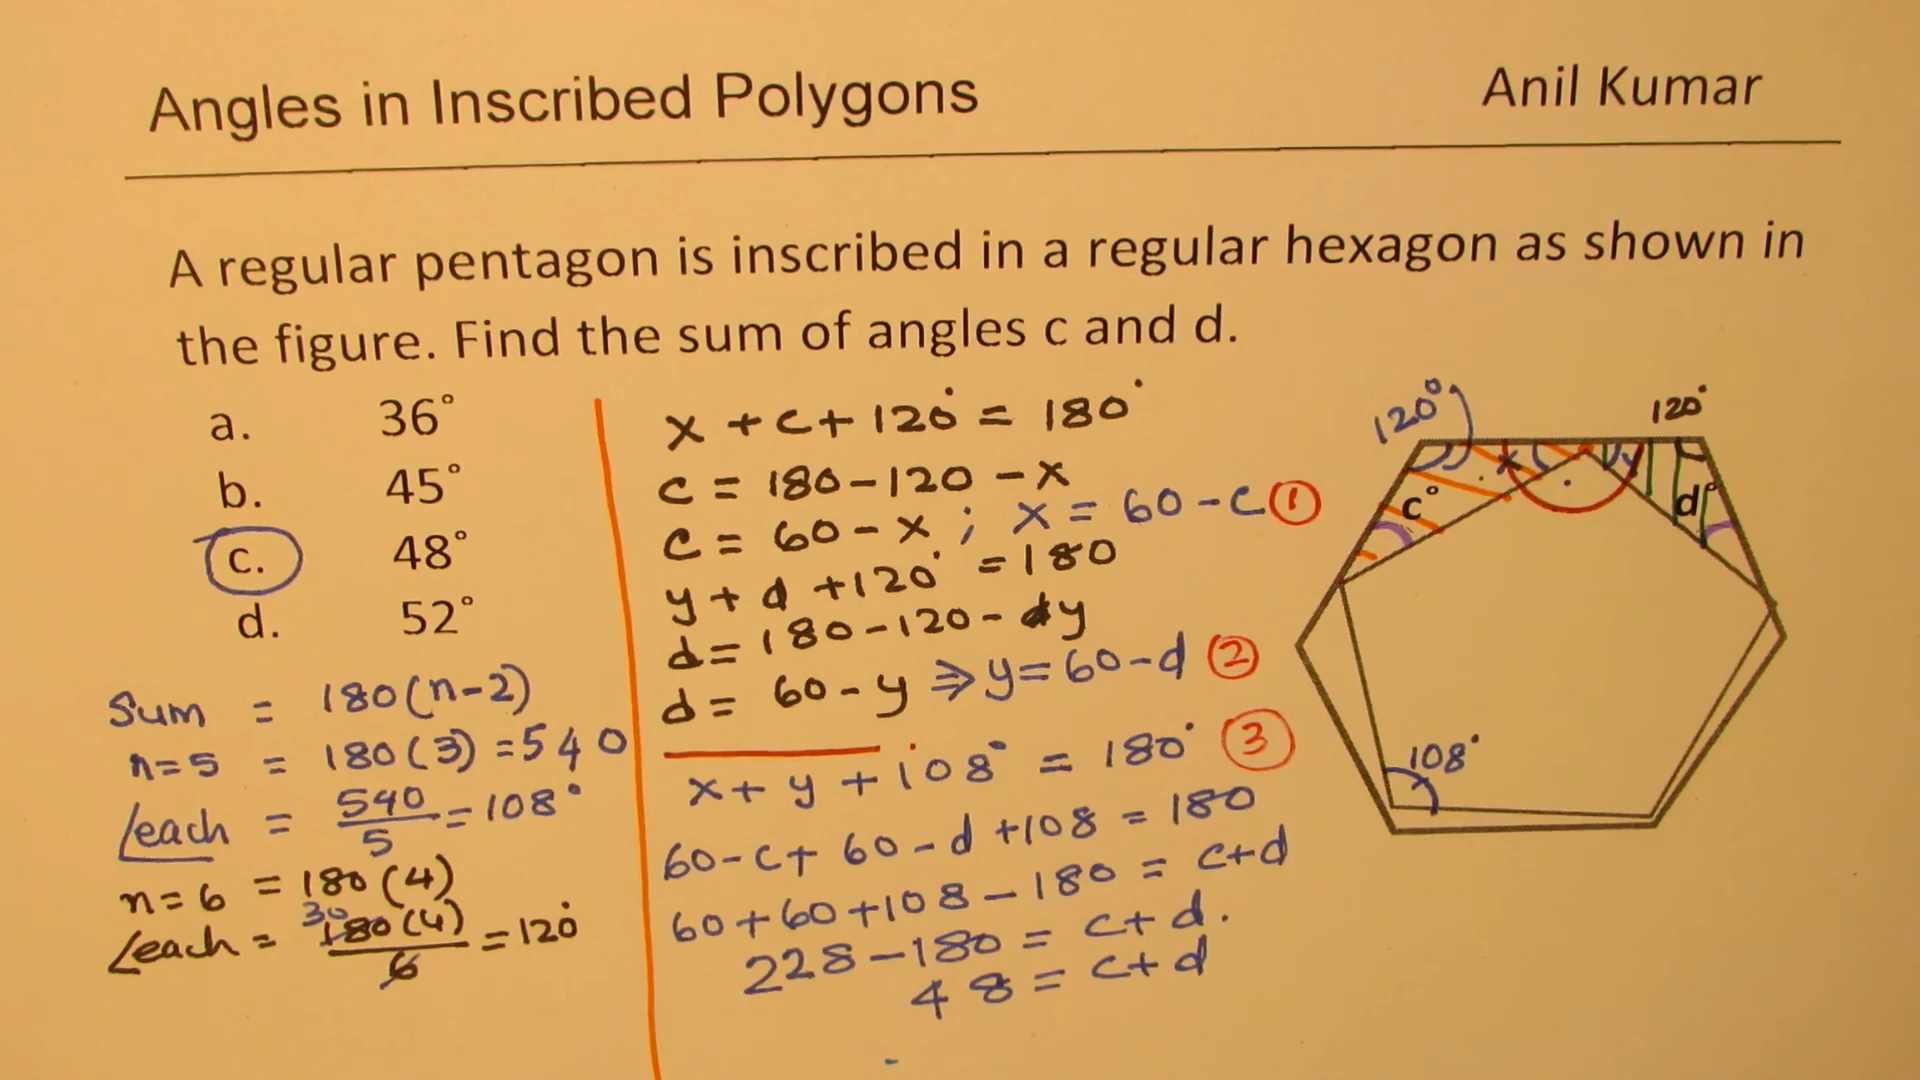 Angles in Inscribed Polygons
Anil Kumar
A regular pentagon is inscribed in a regular hexagon as shown in
the figure. Find the sum of angles c and d.
a. 36°
b. 45°
c. 48°
d. 52°
Sum = 180(n-2)
n=5 = 180(3) = 540
∠each = 540/5 = 108°
n=6 = 180(4)
∠each = 30 180(4)/6 = 120°
x + c + 120° = 180°
c = 180-120-x
c = 60-x ; x = 60-c ①
y + d + 120° = 180
d = 180-120-y
d = 60-y ⇒ y = 60-d ②
x + y + 108° = 180° ③
60-c + 60-d + 108 = 180
60+60+108-180 = c+d
228-180 = c+d.
48 = c+d
120°
120°
x
y
c°
d°
108°